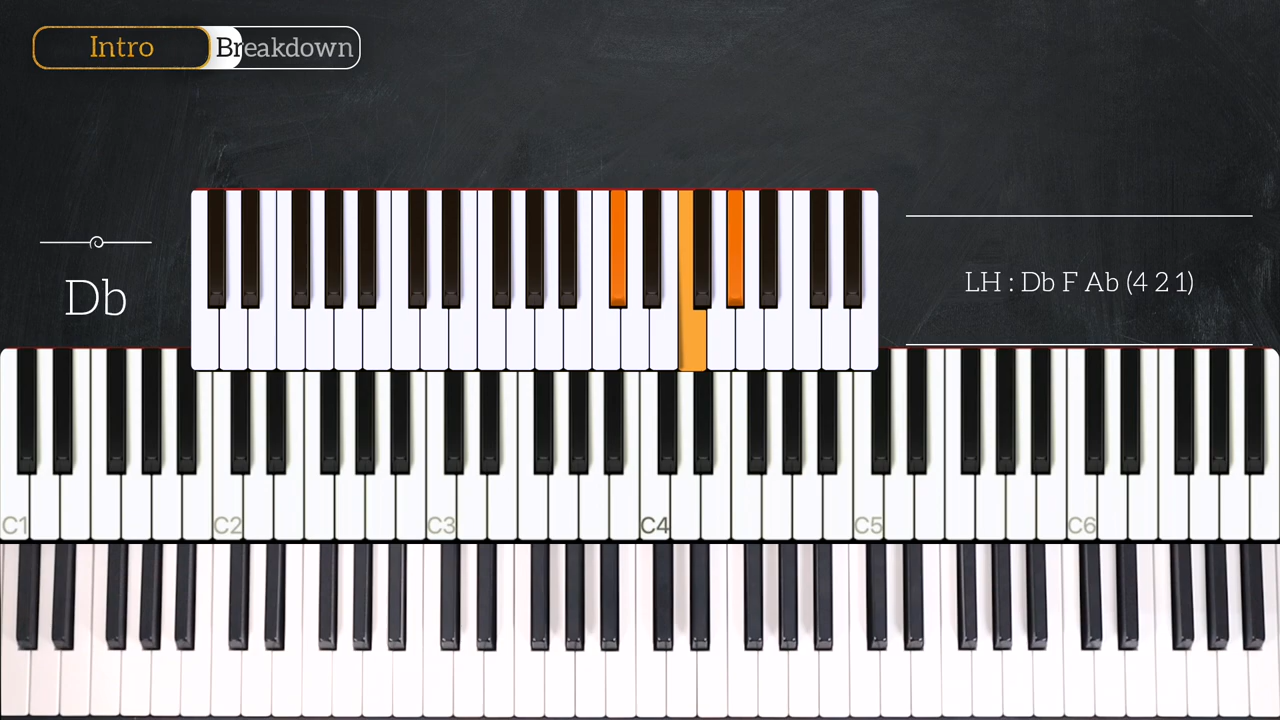 Intro Breakdown
Db
LH : Db F Ab (4 2 1)
C1 C2 C3 C4 C5 C6